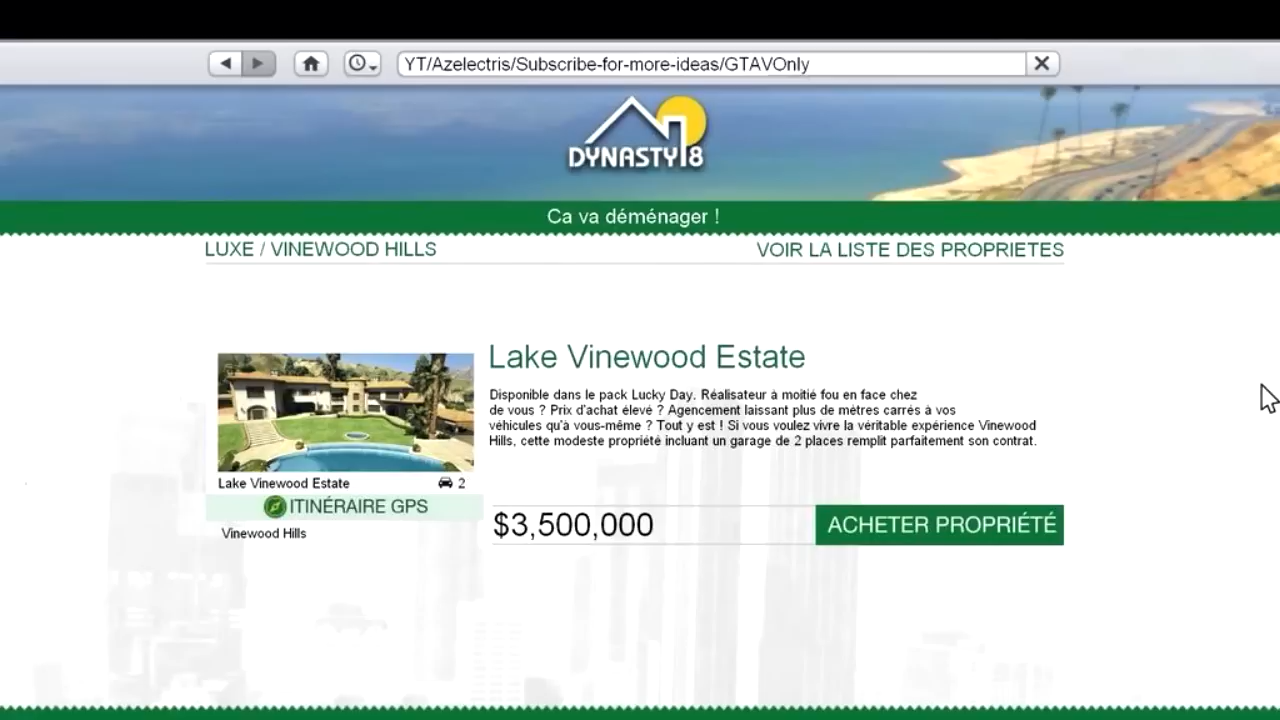 YT/Azelectris/Subscribe-for-more-ideas/GTAVOnly
DYNASTY 8
Ca va déménager !
LUXE / VINEWOOD HILLS
VOIR LA LISTE DES PROPRIETES
Lake Vinewood Estate
Disponible dans le pack Lucky Day. Réalisateur à moitié fou en face chez
de vous ? Prix d'achat élevé ? Agencement laissant plus de mètres carrés à vos
véhicules qu'à vous-même ? Tout y est ! Si vous voulez vivre la véritable expérience Vinewood
Hills, cette modeste propriété incluant un garage de 2 places remplit parfaitement son contrat.
Lake Vinewood Estate 2
ITINÉRAIRE GPS
Vinewood Hills
$3,500,000
ACHETER PROPRIÉTÉ